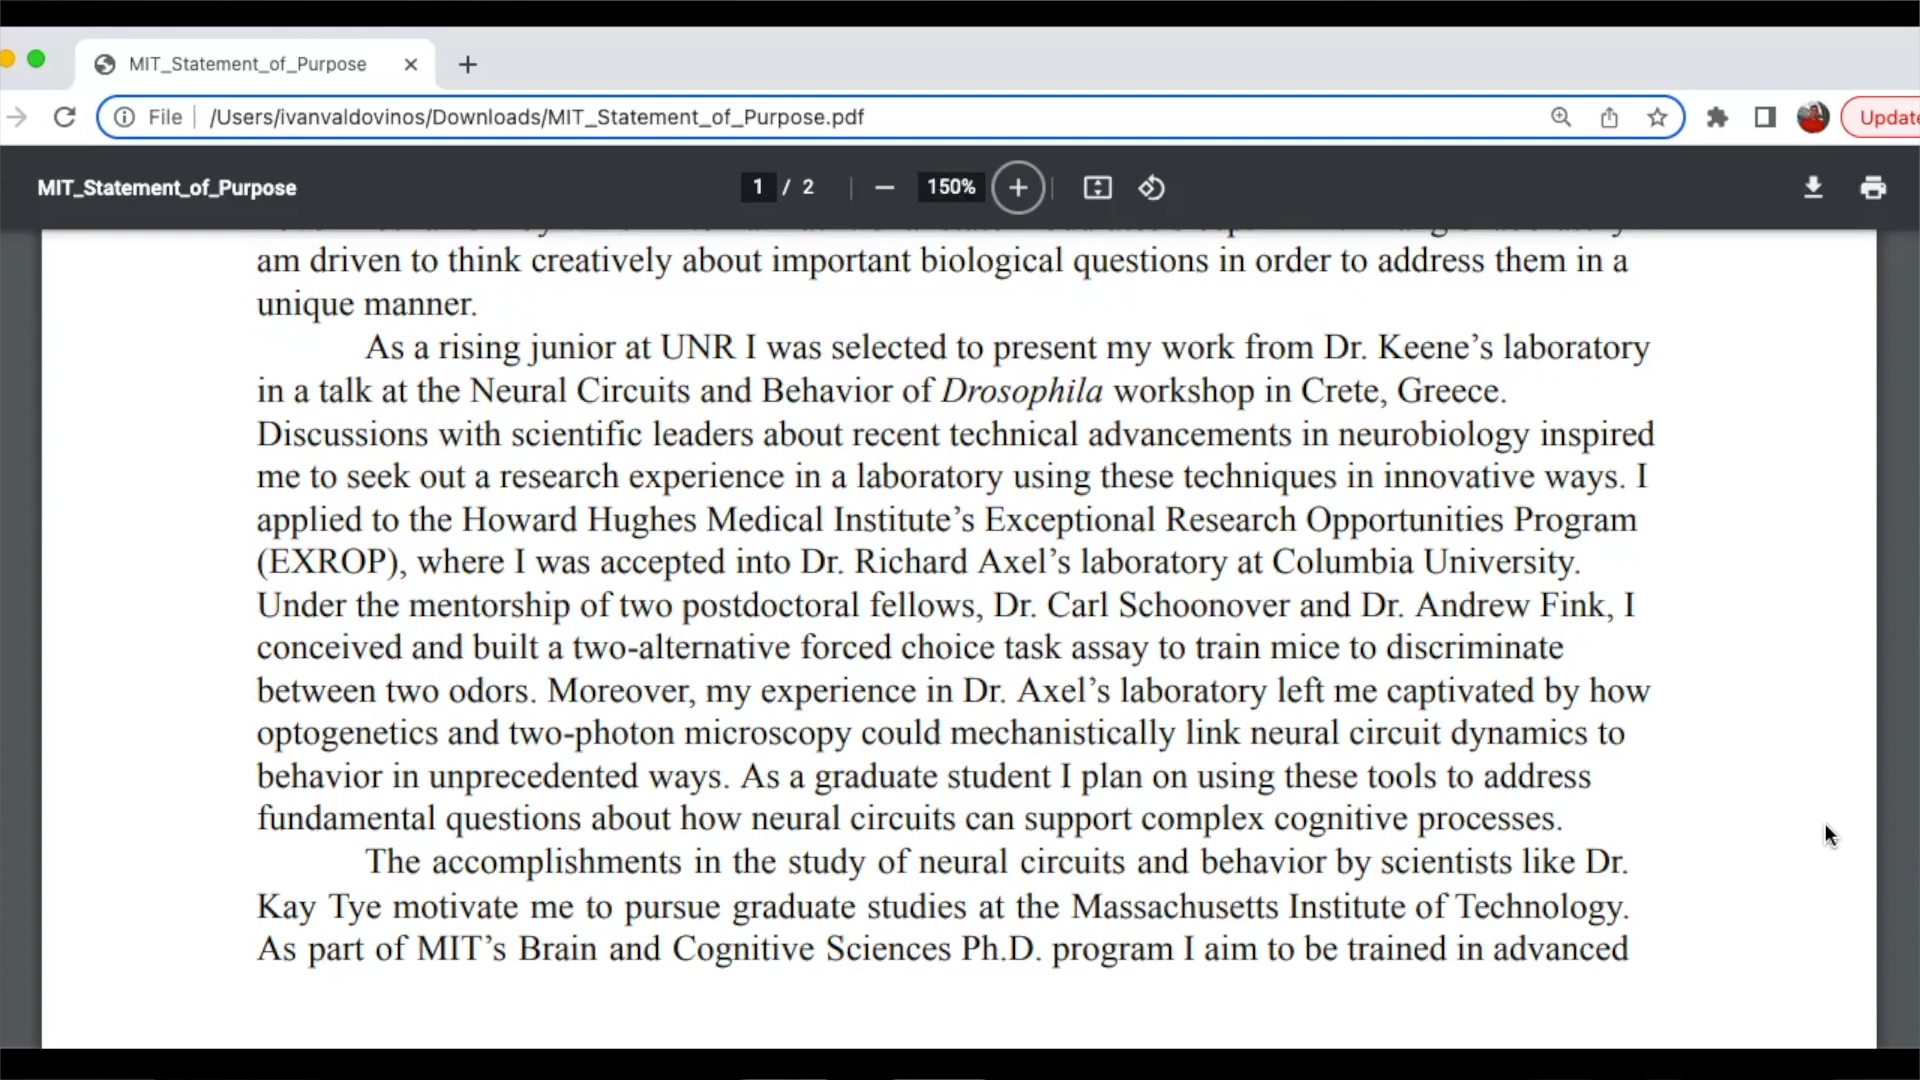 MIT_Statement_of_Purpose
File /Users/ivanvaldovinos/Downloads/MIT_Statement_of_Purpose.pdf
Update
MIT_Statement_of_Purpose 1 / 2 150%
am driven to think creatively about important biological questions in order to address them in a
unique manner.
As a rising junior at UNR I was selected to present my work from Dr. Keene’s laboratory
in a talk at the Neural Circuits and Behavior of Drosophila workshop in Crete, Greece.
Discussions with scientific leaders about recent technical advancements in neurobiology inspired
me to seek out a research experience in a laboratory using these techniques in innovative ways. I
applied to the Howard Hughes Medical Institute’s Exceptional Research Opportunities Program
(EXROP), where I was accepted into Dr. Richard Axel’s laboratory at Columbia University.
Under the mentorship of two postdoctoral fellows, Dr. Carl Schoonover and Dr. Andrew Fink, I
conceived and built a two-alternative forced choice task assay to train mice to discriminate
between two odors. Moreover, my experience in Dr. Axel’s laboratory left me captivated by how
optogenetics and two-photon microscopy could mechanistically link neural circuit dynamics to
behavior in unprecedented ways. As a graduate student I plan on using these tools to address
fundamental questions about how neural circuits can support complex cognitive processes.
The accomplishments in the study of neural circuits and behavior by scientists like Dr.
Kay Tye motivate me to pursue graduate studies at the Massachusetts Institute of Technology.
As part of MIT’s Brain and Cognitive Sciences Ph.D. program I aim to be trained in advanced